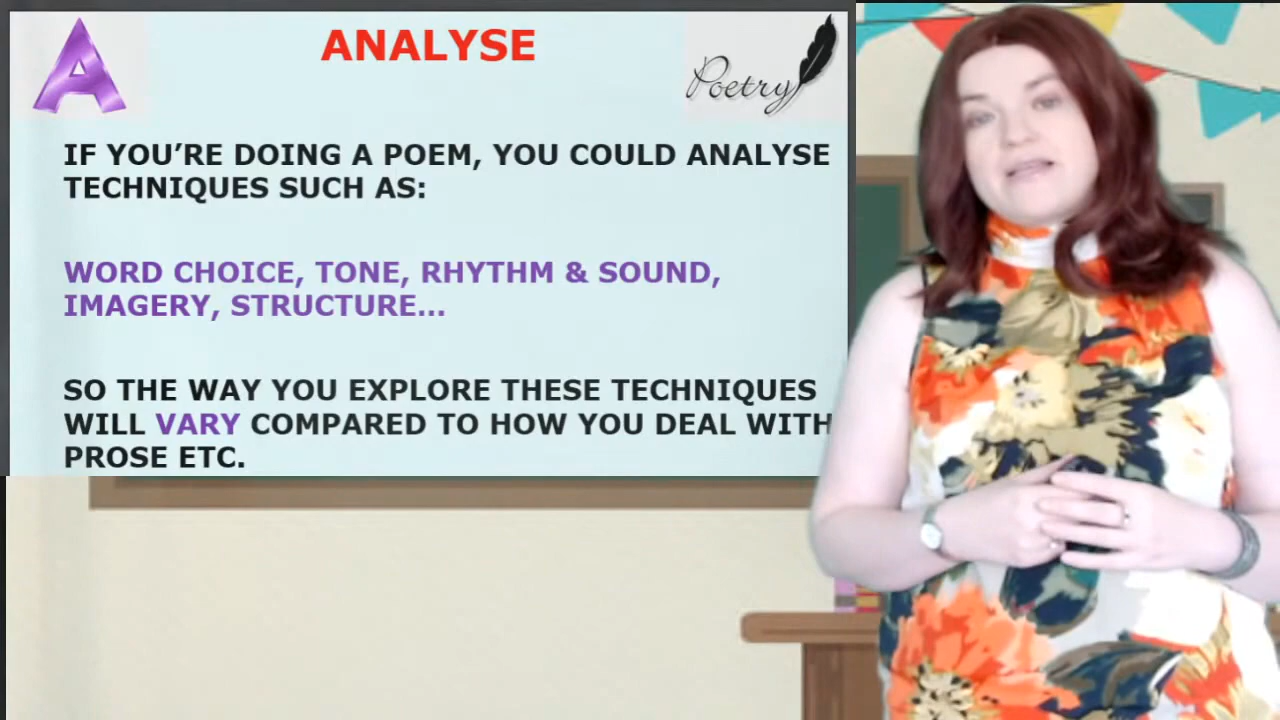 A
ANALYSE
Poetry
IF YOU’RE DOING A POEM, YOU COULD ANALYSE
TECHNIQUES SUCH AS:
WORD CHOICE, TONE, RHYTHM & SOUND,
IMAGERY, STRUCTURE...
SO THE WAY YOU EXPLORE THESE TECHNIQUES
WILL VARY COMPARED TO HOW YOU DEAL WITH
PROSE ETC.